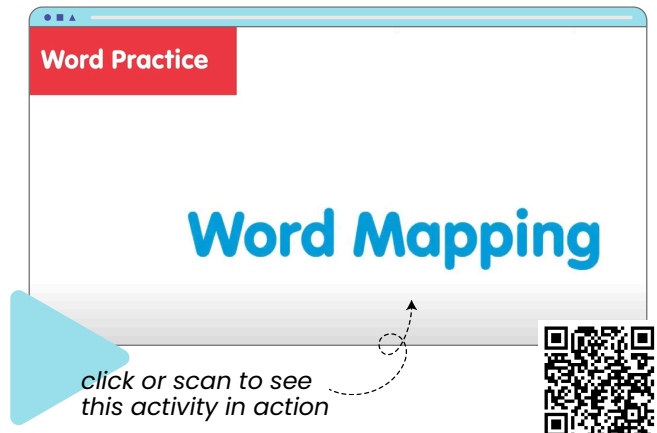 Word Practice
Word Mapping
click or scan to see
this activity in action